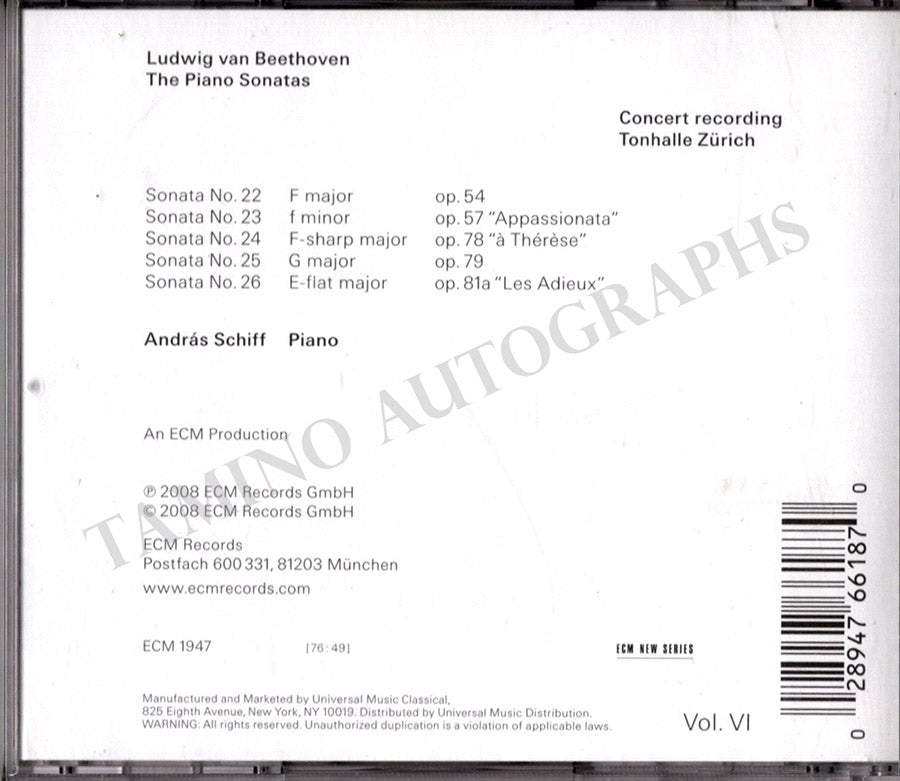 Ludwig van Beethoven
The Piano Sonatas
Concert recording
Tonhalle Zürich
Sonata No. 22 F major op. 54
Sonata No. 23 f minor op. 57 "Appassionata"
Sonata No. 24 F-sharp major op. 78 "à Thérèse"
Sonata No. 25 G major op. 79
Sonata No. 26 E-flat major op. 81a "Les Adieux"
András Schiff Piano
TAMINO AUTOGRAPHS
An ECM Production
℗ 2008 ECM Records GmbH
© 2008 ECM Records GmbH
ECM Records
Postfach 600 331, 81203 München
www.ecmrecords.com
ECM 1947 [76:49]
ECM NEW SERIES
Manufactured and Marketed by Universal Music Classical,
825 Eighth Avenue, New York, NY 10019. Distributed by Universal Music Distribution.
WARNING: All rights reserved. Unauthorized duplication is a violation of applicable laws.
Vol. VI
0 28947 66187 0